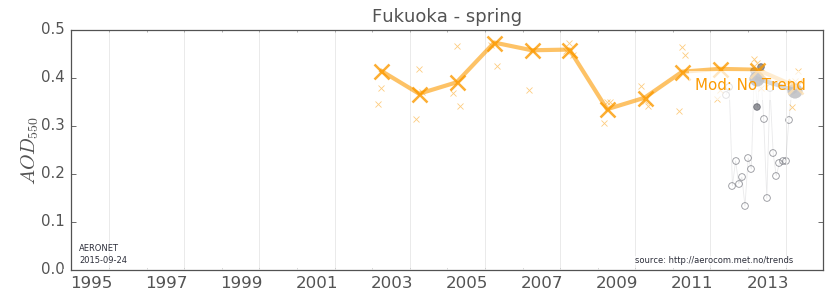 Fukuoka - spring
0.5
0.4
0.3
0.2
0.1
0.0
AOD550
Mod: No Trend
AERONET
2015-09-24
source: http://aerocom.met.no/trends
1995 1997 1999 2001 2003 2005 2007 2009 2011 2013